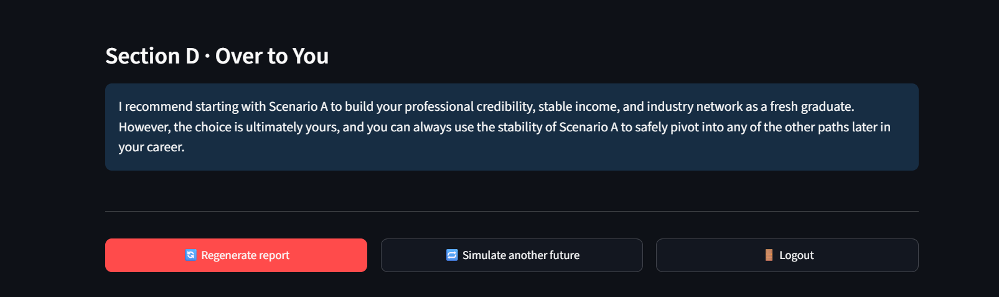 Section D · Over to You
I recommend starting with Scenario A to build your professional credibility, stable income, and industry network as a fresh graduate.
However, the choice is ultimately yours, and you can always use the stability of Scenario A to safely pivot into any of the other paths later in
your career.
Regenerate report
Simulate another future
Logout